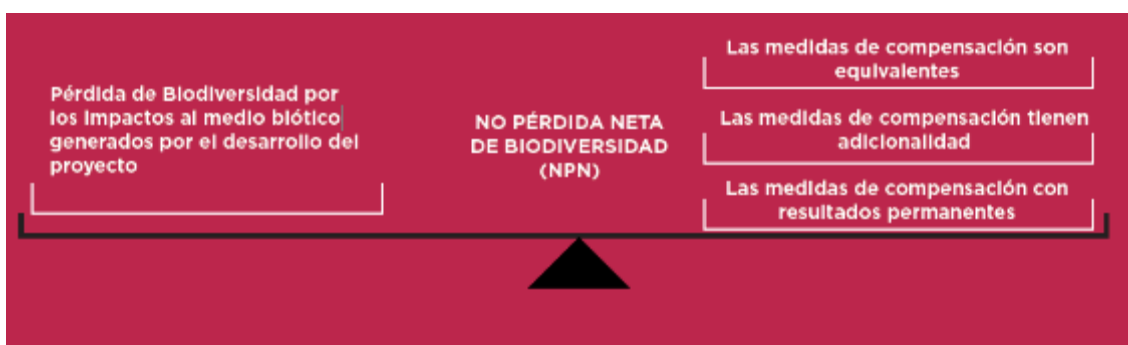 Pérdida de Biodiversidad por
los impactos al medio biótico
generados por el desarrollo del
proyecto
NO PÉRDIDA NETA
DE BIODIVERSIDAD
(NPN)
Las medidas de compensación son
equivalentes
Las medidas de compensación tienen
adicionalidad
Las medidas de compensación con
resultados permanentes